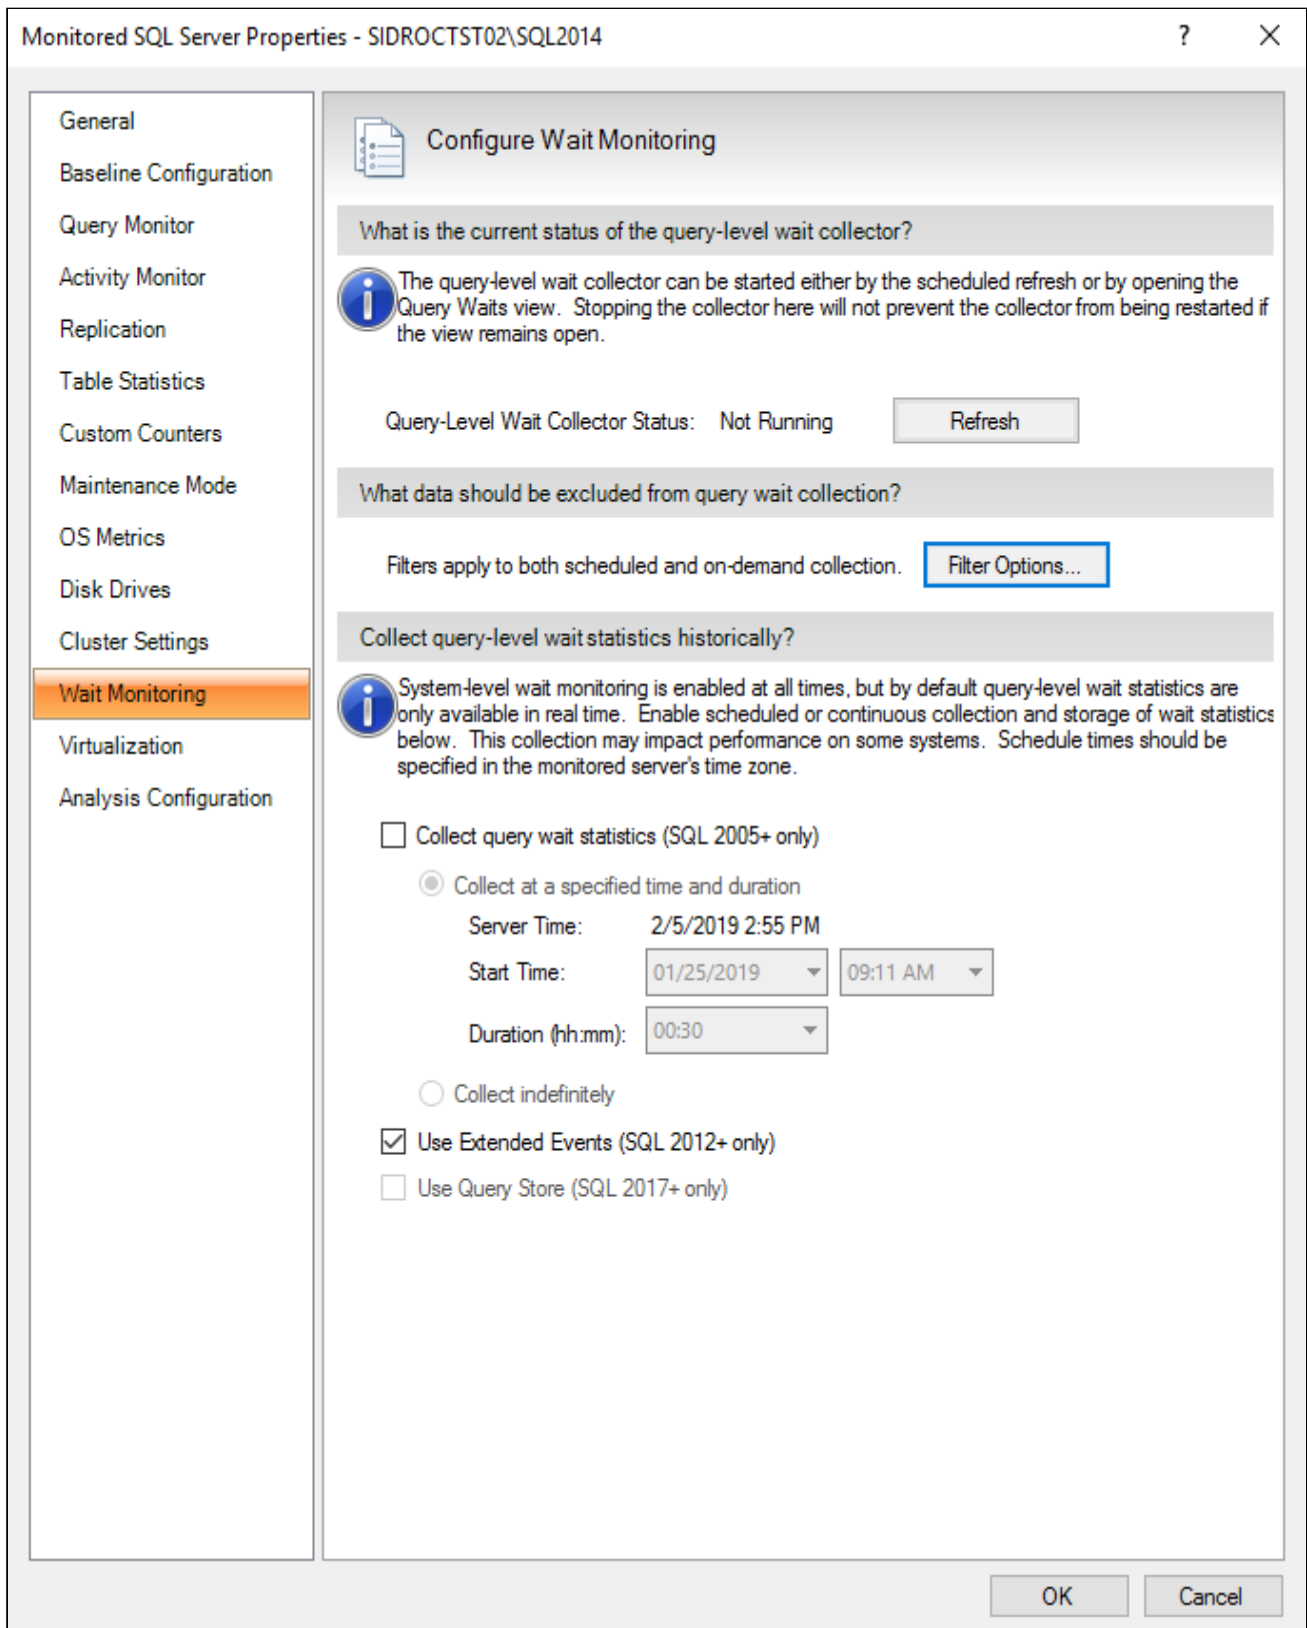 Monitored SQL Server Properties - SIDROCTST02\SQL2014
?
General
Baseline Configuration
Query Monitor
Activity Monitor
Replication
Table Statistics
Custom Counters
Maintenance Mode
OS Metrics
Disk Drives
Cluster Settings
Wait Monitoring
Virtualization
Analysis Configuration
Configure Wait Monitoring
What is the current status of the query-level wait collector?
The query-level wait collector can be started either by the scheduled refresh or by opening the
Query Waits view. Stopping the collector here will not prevent the collector from being restarted if
the view remains open.
Query-Level Wait Collector Status: Not Running Refresh
What data should be excluded from query wait collection?
Filters apply to both scheduled and on-demand collection. Filter Options...
Collect query-level wait statistics historically?
System-level wait monitoring is enabled at all times, but by default query-level wait statistics are
only available in real time. Enable scheduled or continuous collection and storage of wait statistics
below. This collection may impact performance on some systems. Schedule times should be
specified in the monitored server's time zone.
Collect query wait statistics (SQL 2005+ only)
Collect at a specified time and duration
Server Time: 2/5/2019 2:55 PM
Start Time: 01/25/2019 09:11 AM
Duration (hh:mm): 00:30
Collect indefinitely
Use Extended Events (SQL 2012+ only)
Use Query Store (SQL 2017+ only)
OK Cancel